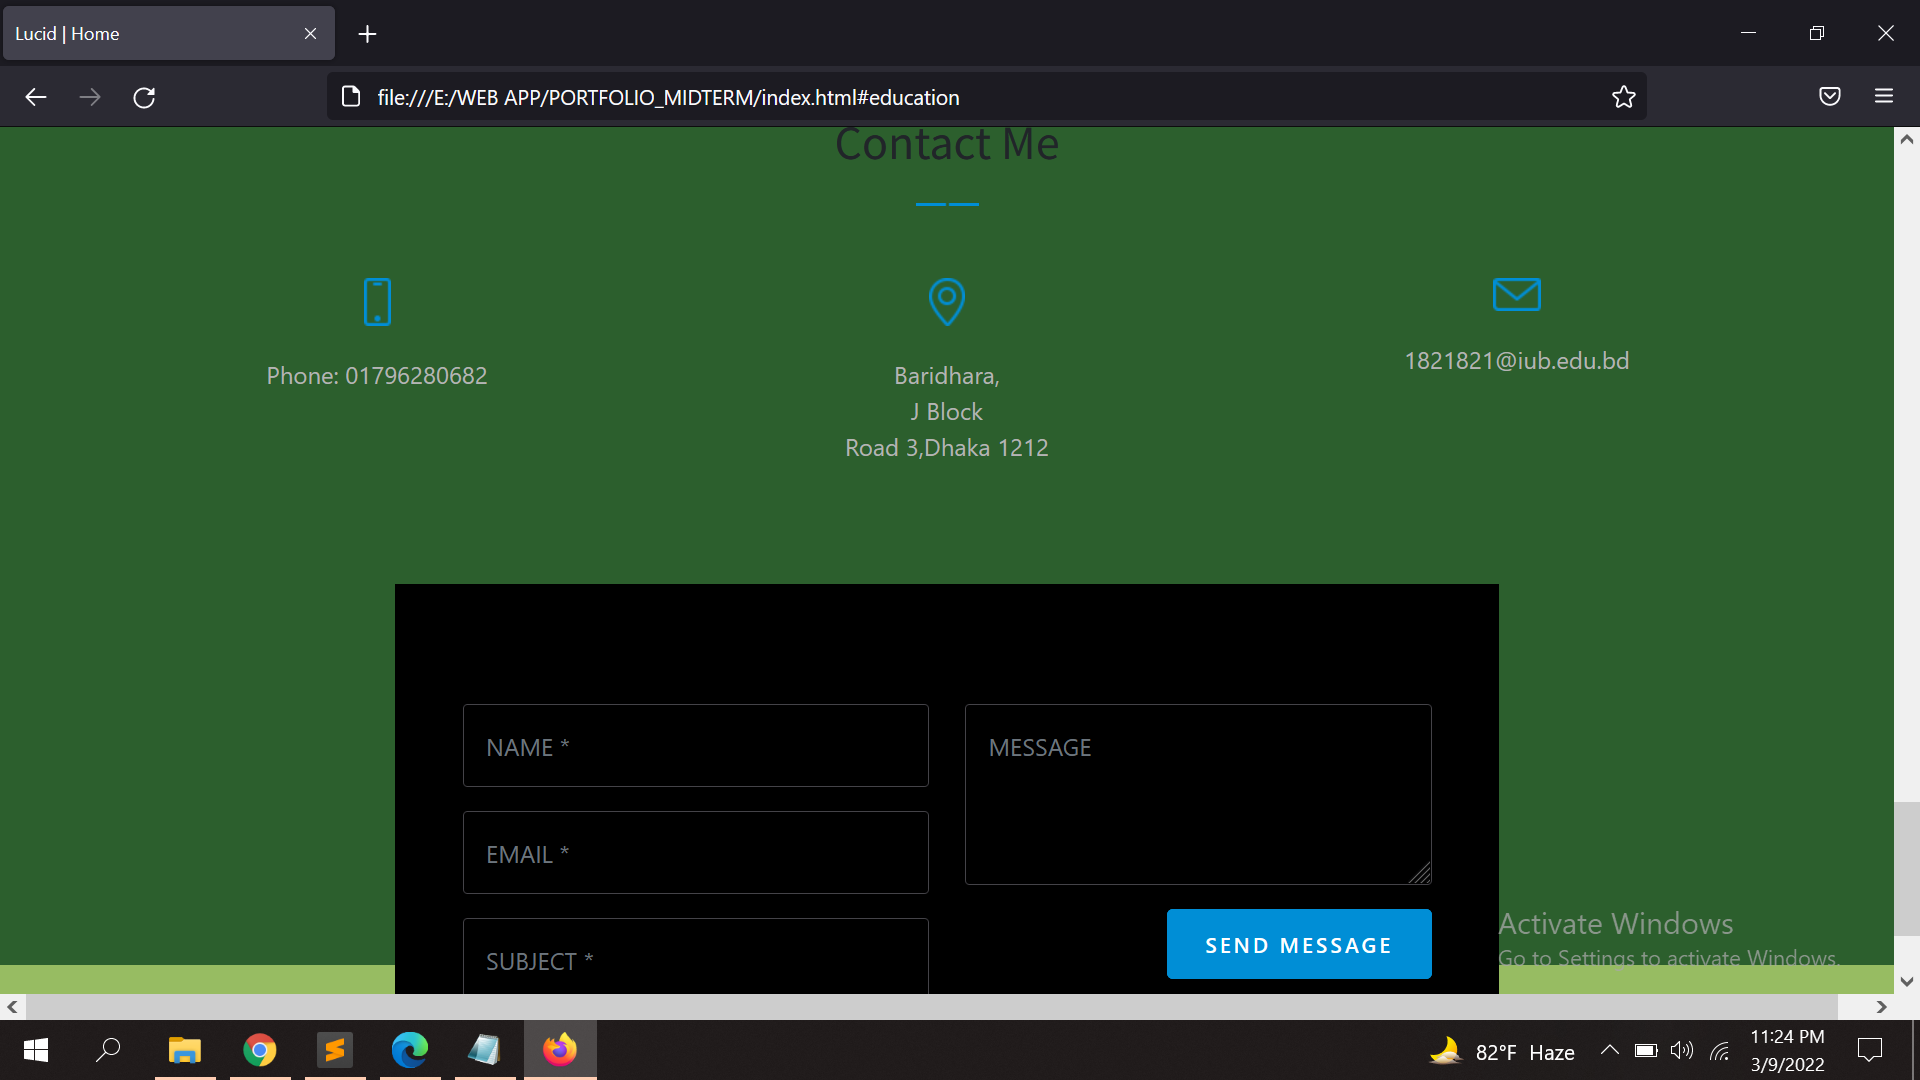 Lucid | Home
file:///E:/WEB APP/PORTFOLIO_MIDTERM/index.html#education
Contact Me
Phone: 01796280682
Baridhara,
J Block
Road 3,Dhaka 1212
1821821@iub.edu.bd
NAME *
EMAIL *
SUBJECT *
MESSAGE
SEND MESSAGE
Activate Windows
Go to Settings to activate Windows.
82°F Haze
11:24 PM
3/9/2022